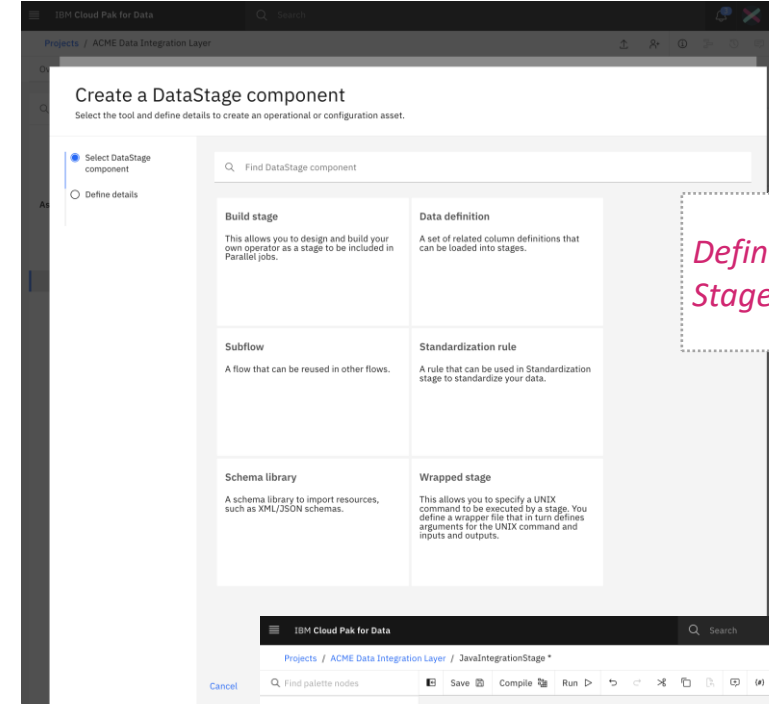 IBM Cloud Pak for Data
Search
Projects / ACME Data Integration Layer
Create a DataStage component
Select the tool and define details to create an operational or configuration asset.
Select DataStage
component
Define details
Find DataStage component
Build stage
This allows you to design and build your
own operator as a stage to be included in
Parallel jobs.
Data definition
A set of related column definitions that
can be loaded into stages.
Subflow
A flow that can be reused in other flows.
Standardization rule
A rule that can be used in Standardization
stage to standardize your data.
Schema library
A schema library to import resources,
such as XML/JSON schemas.
Wrapped stage
This allows you to specify a UNIX
command to be executed by a stage. You
define a wrapper file that in turn defines
arguments for the UNIX command and
inputs and outputs.
Defin
Stage
Cancel
IBM Cloud Pak for Data
Search
Projects / ACME Data Integration Layer / JavaIntegrationStage *
Find palette nodes
Save
Compile
Run